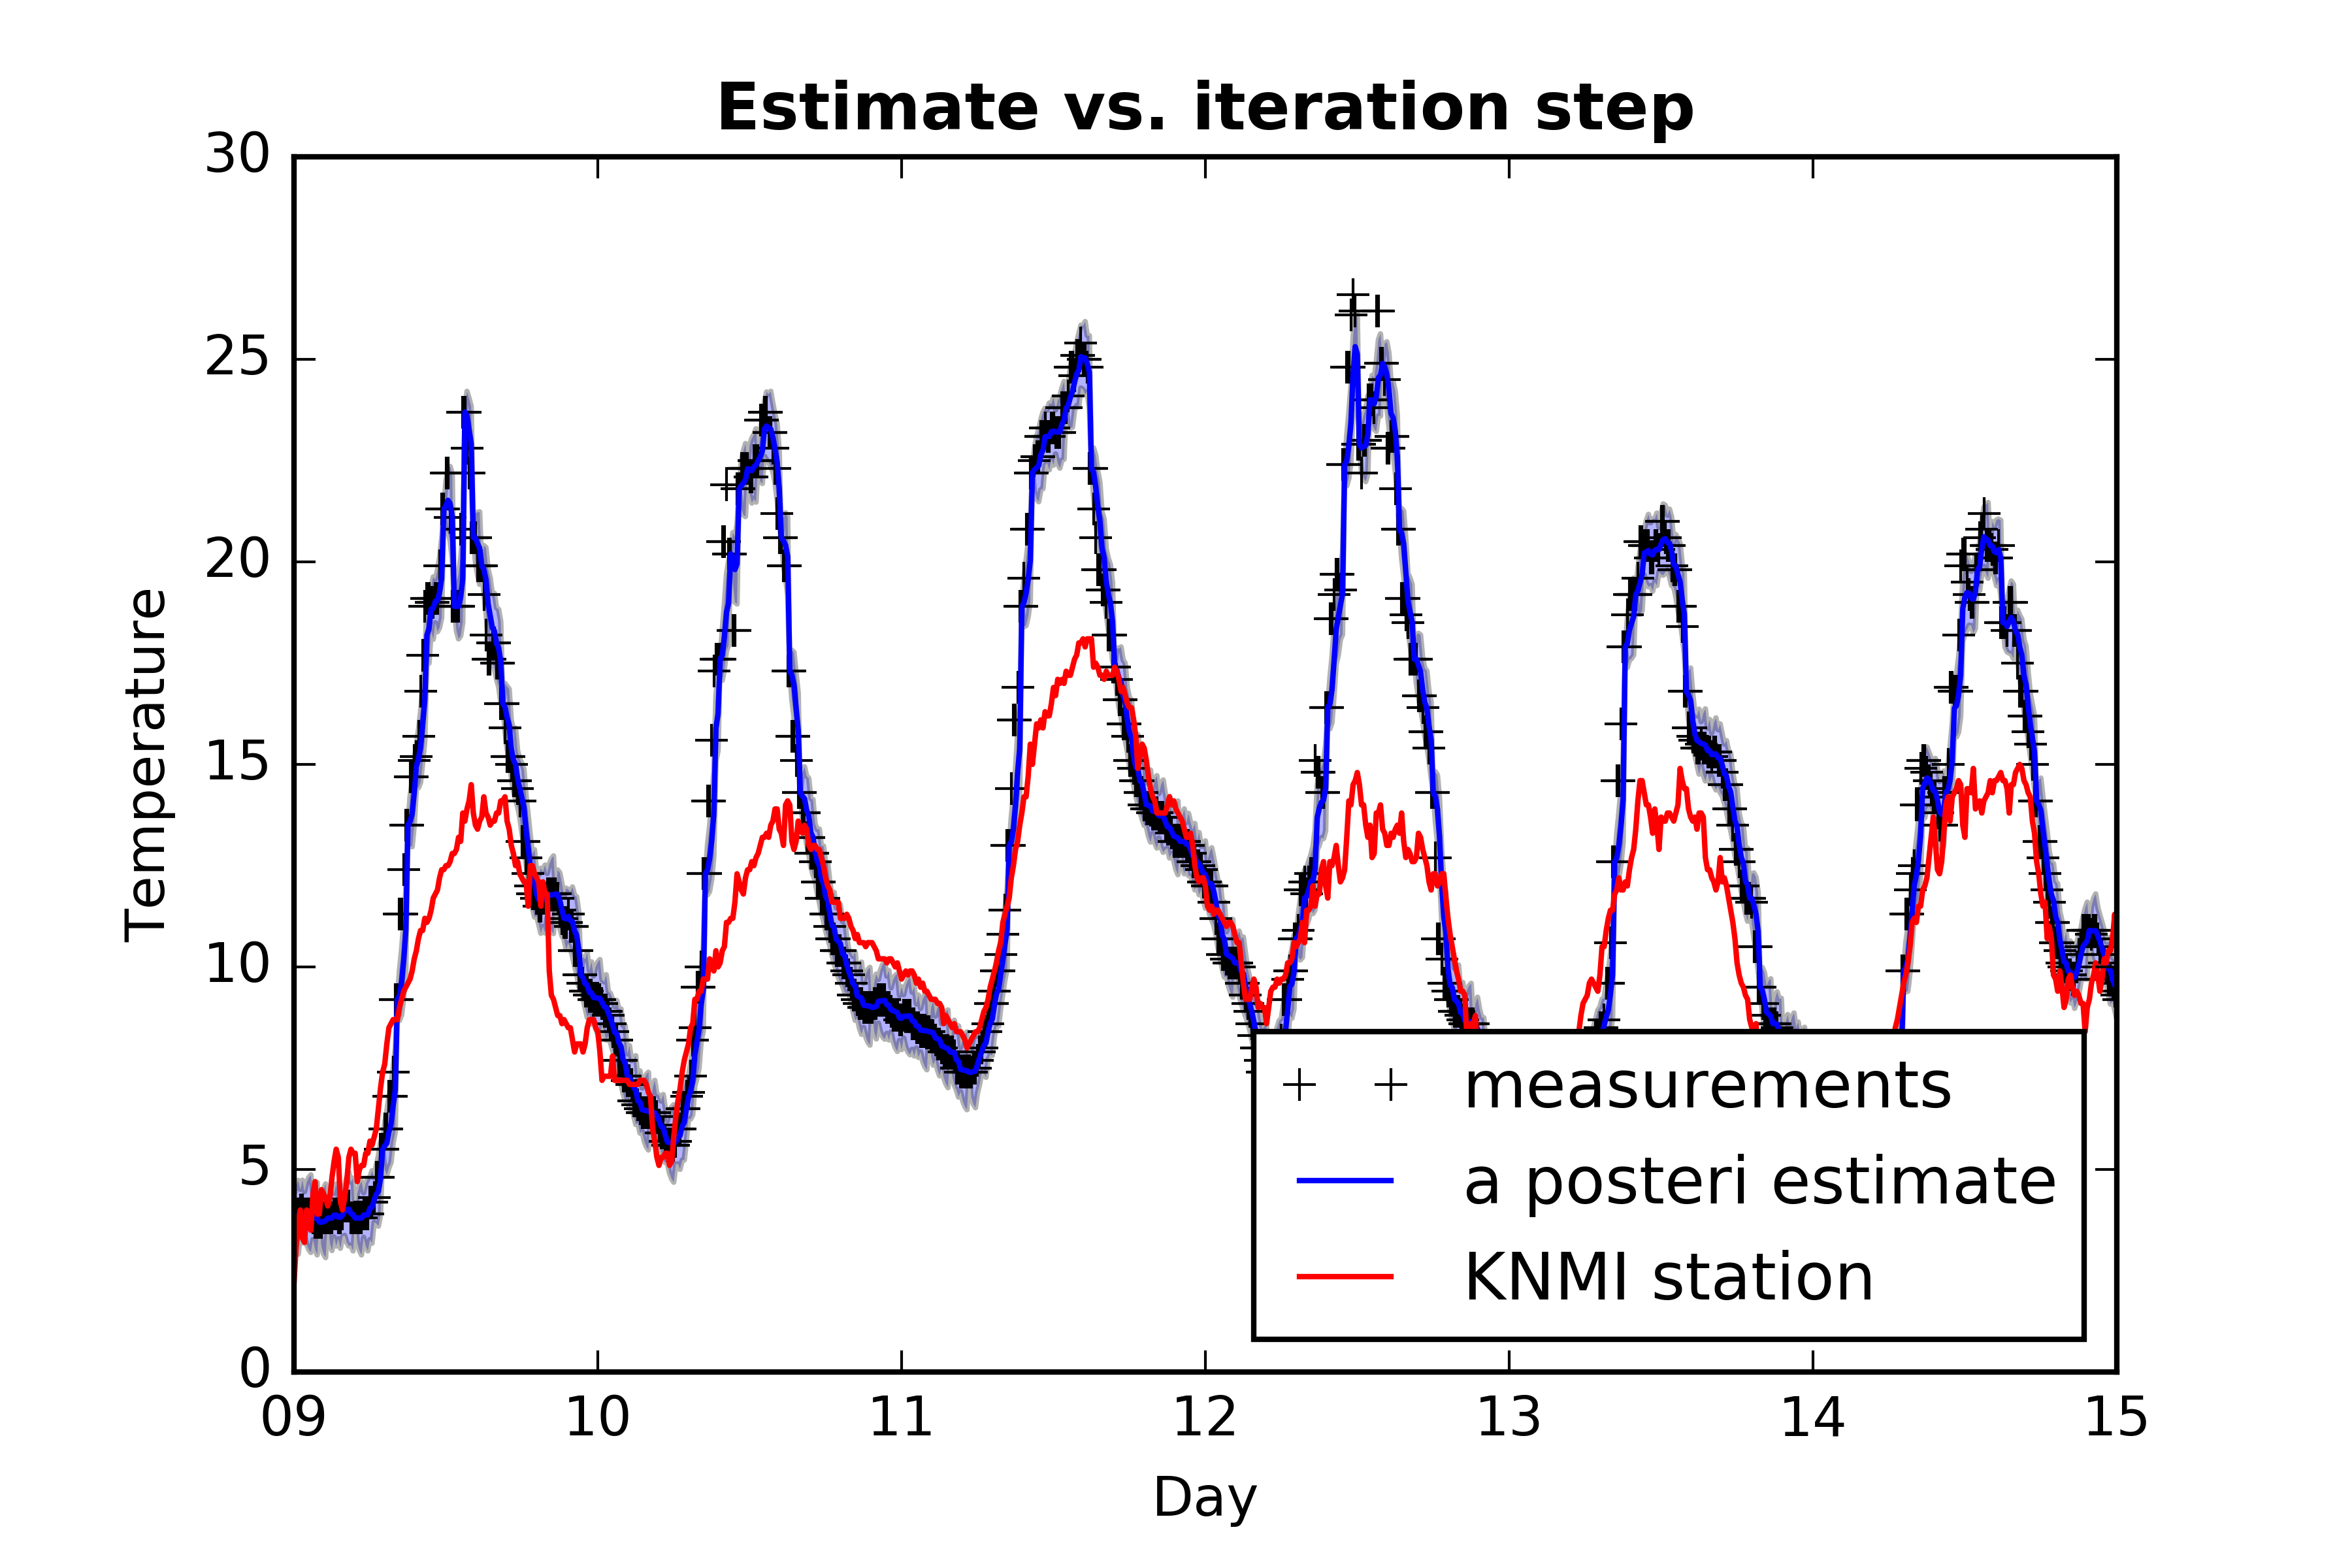 Estimate vs. iteration step
30
25
20
15
10
5
0
Temperature
09 10 11 12 13 14 15
Day
measurements
a posteri estimate
KNMI station